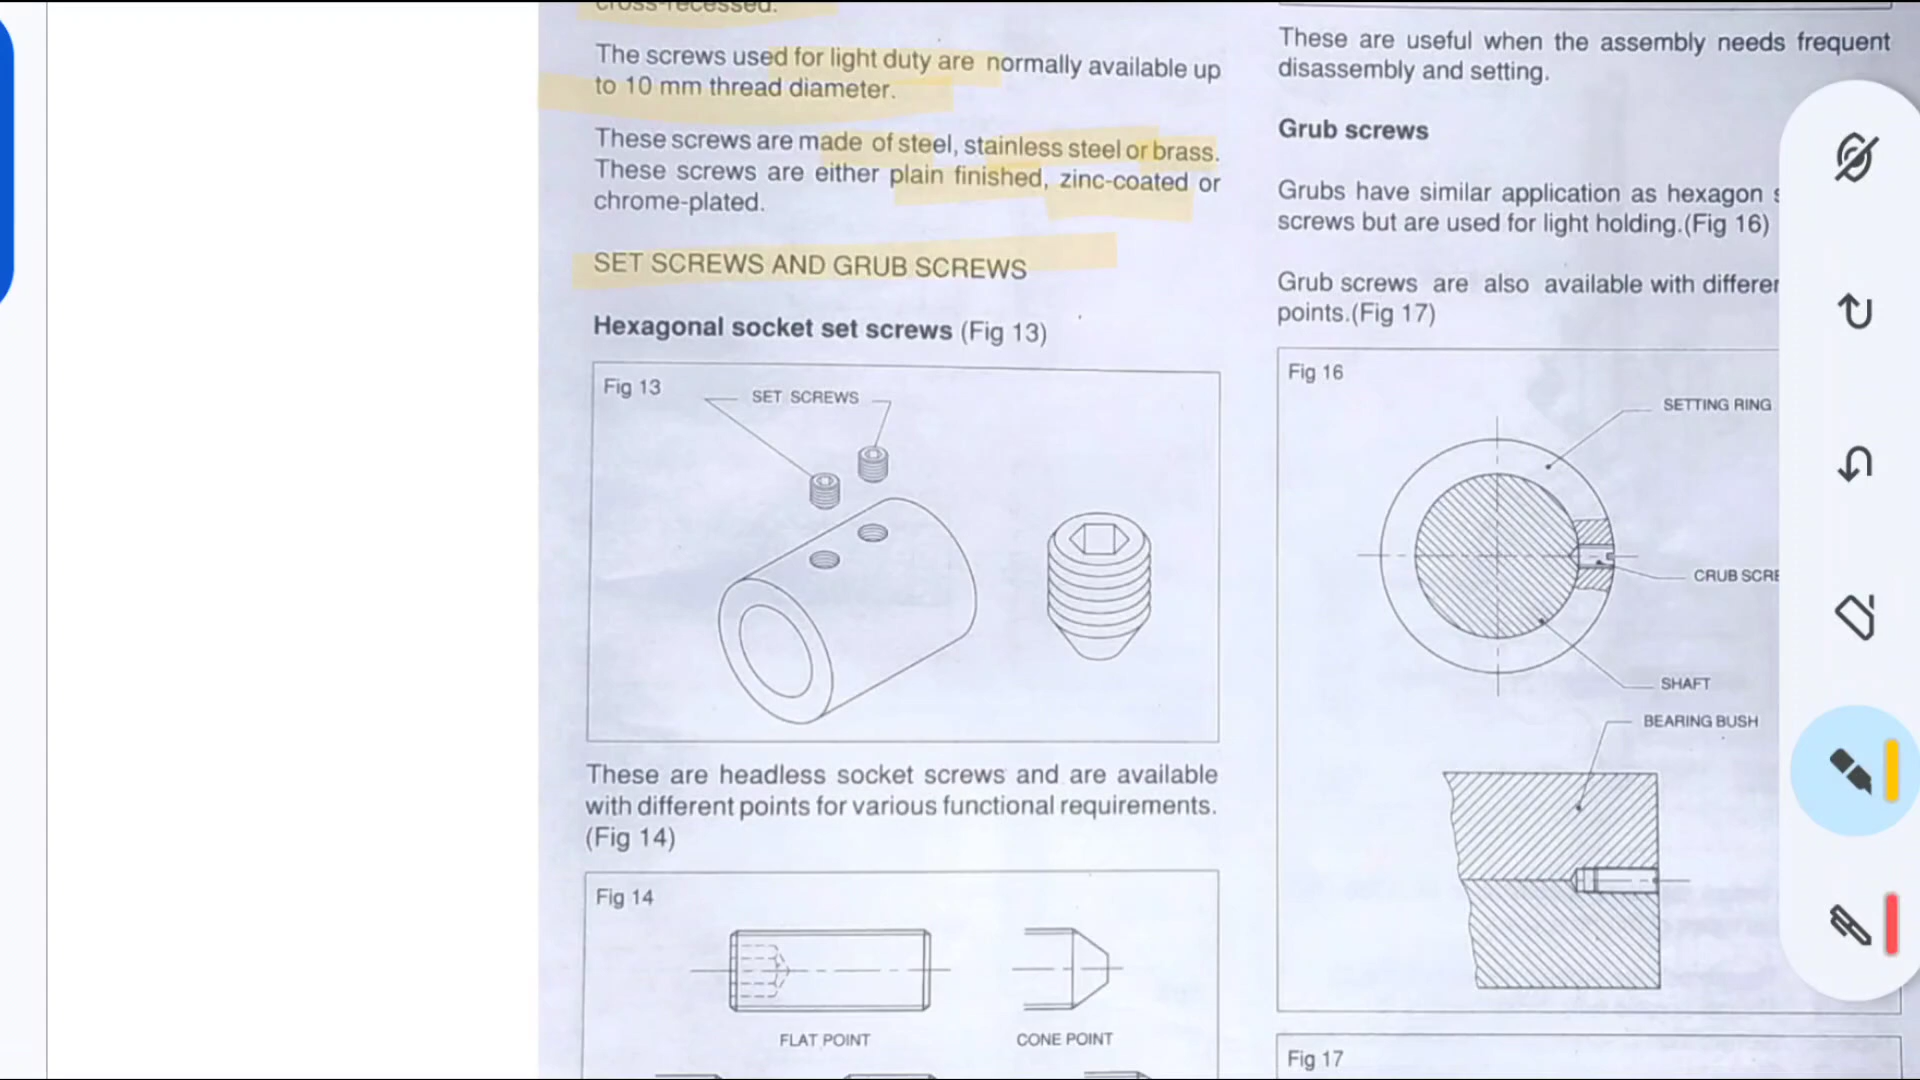 cross-recessed.
The screws used for light duty are normally available up
to 10 mm thread diameter.
These screws are made of steel, stainless steel or brass.
These screws are either plain finished, zinc-coated or
chrome-plated.
SET SCREWS AND GRUB SCREWS
Hexagonal socket set screws (Fig 13)
Fig 13
SET SCREWS
These are headless socket screws and are available
with different points for various functional requirements.
(Fig 14)
Fig 14
FLAT POINT
CONE POINT
These are useful when the assembly needs frequent
disassembly and setting.
Grub screws
Grubs have similar application as hexagon s
screws but are used for light holding.(Fig 16)
Grub screws are also available with differen
points.(Fig 17)
Fig 16
SETTING RING
CRUB SCRE
SHAFT
BEARING BUSH
Fig 17